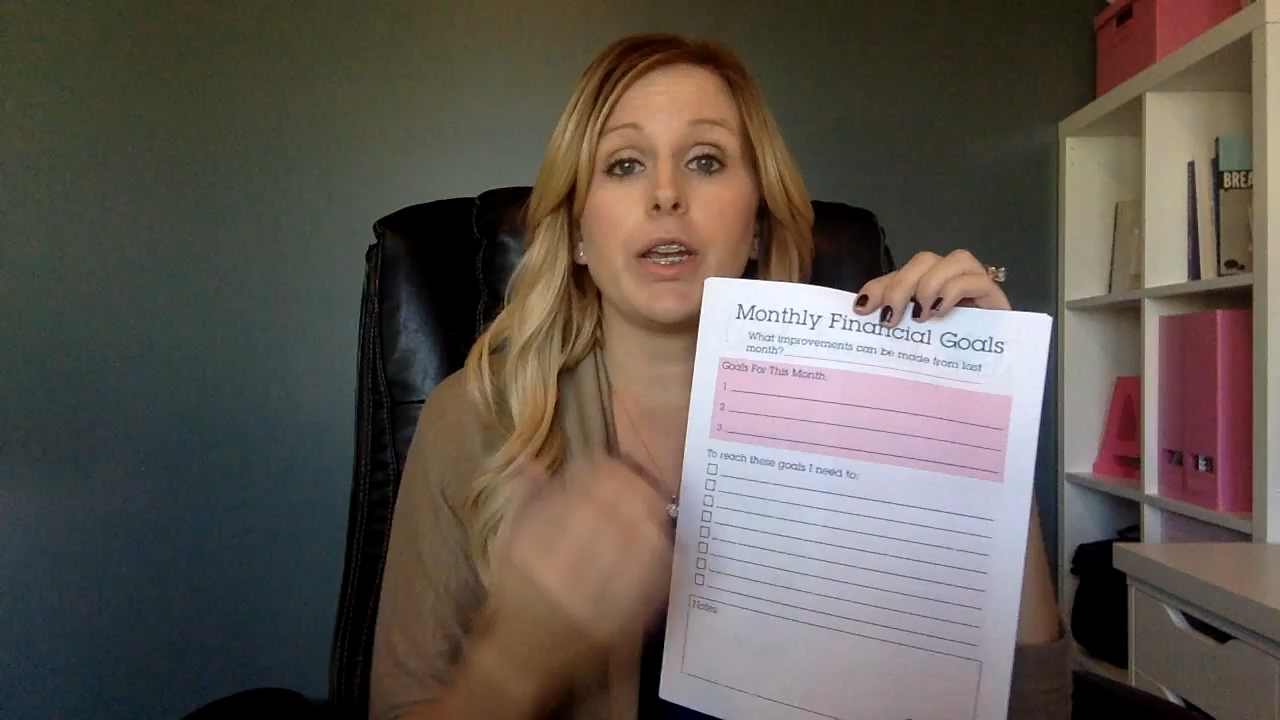 BREA
Monthly Financial Goals
What improvements can be made from last
month?
Goals For This Month:
1.
2.
3.
To reach these goals I need to:
Notes
A